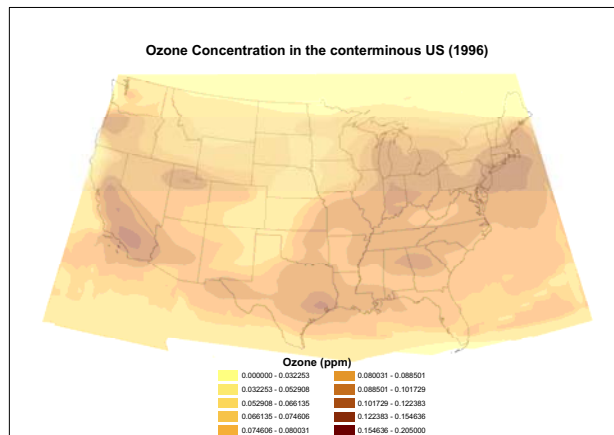 Ozone Concentration in the conterminous US (1996)
Ozone (ppm)
0.000000 - 0.032253
0.032253 - 0.052908
0.052908 - 0.066135
0.066135 - 0.074606
0.074606 - 0.080031
0.080031 - 0.088501
0.088501 - 0.101729
0.101729 - 0.122383
0.122383 - 0.154636
0.154636 - 0.205000